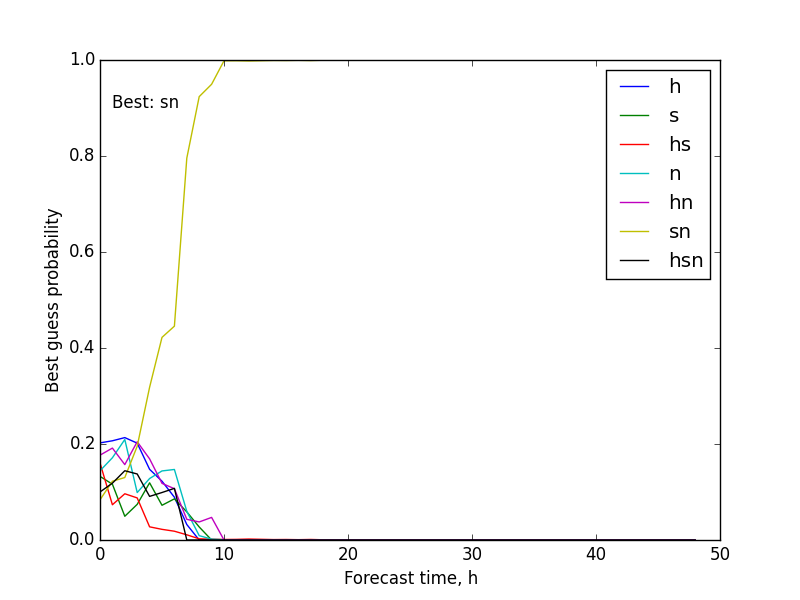 1.0
0.8
0.6
0.4
0.2
0.0
Best guess probability
Best: sn
h
s
hs
n
hn
sn
hsn
0 10 20 30 40 50
Forecast time, h